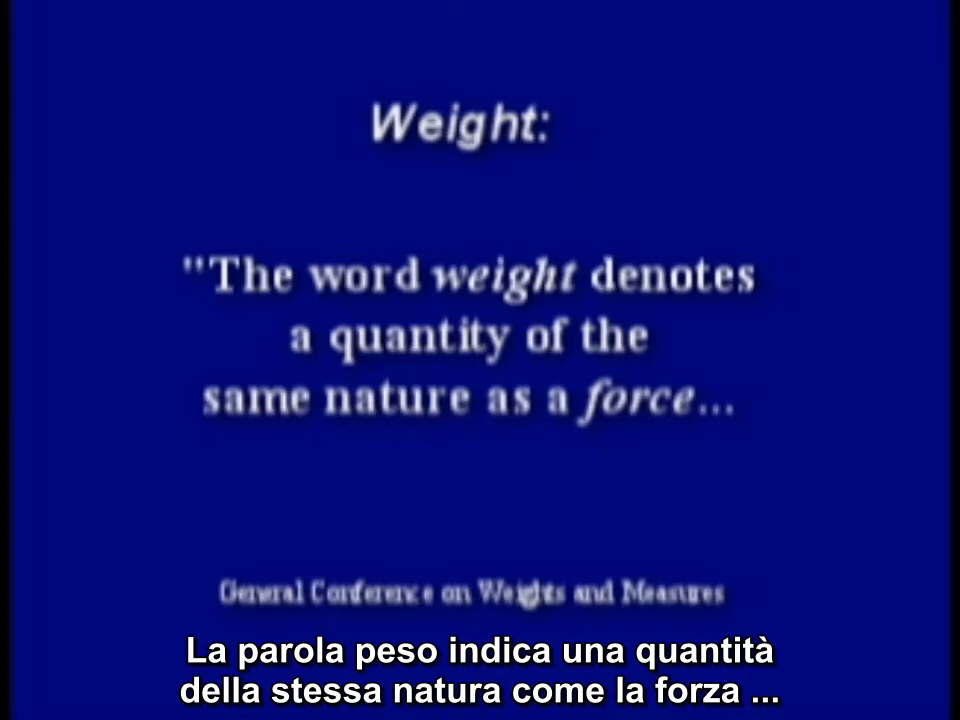 Weight:
"The word weight denotes
a quantity of the
same nature as a force...
General Conference on Weights and Measures
La parola peso indica una quantità
della stessa natura come la forza ...